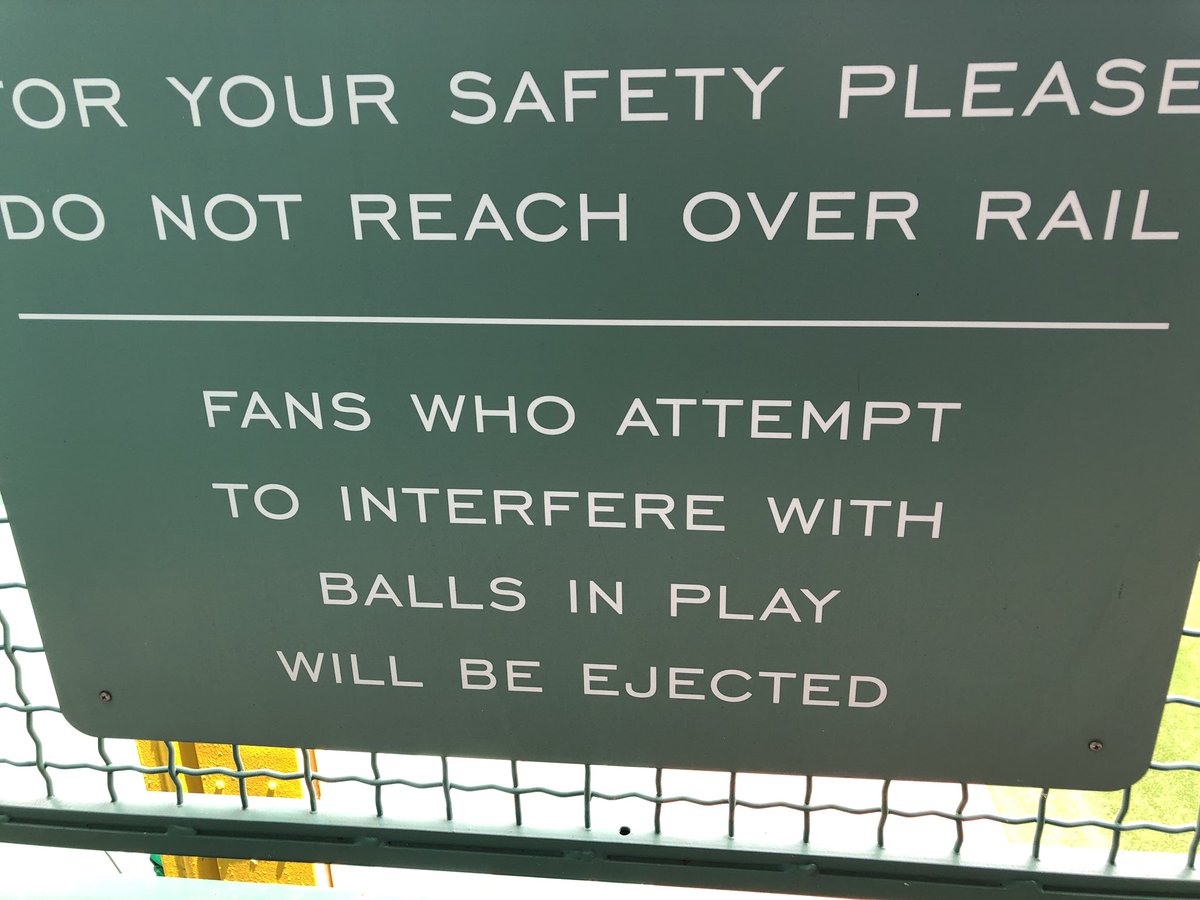 FOR YOUR SAFETY PLEASE
DO NOT REACH OVER RAIL
FANS WHO ATTEMPT
TO INTERFERE WITH
BALLS IN PLAY
WILL BE EJECTED